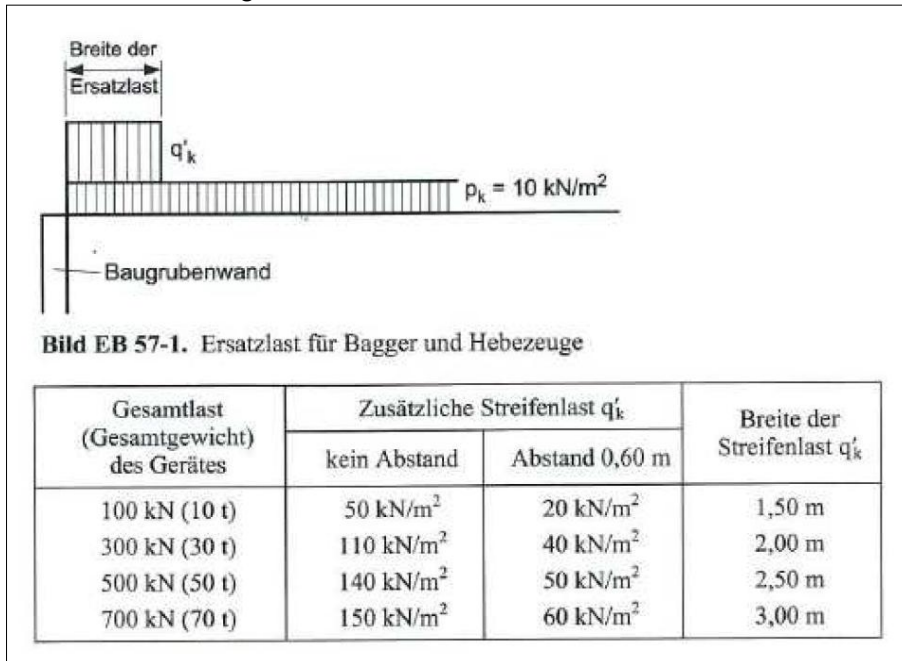 Breite der
Ersatzlast
q'k
pk = 10 kN/m²
Baugrubenwand
Bild EB 57-1. Ersatzlast für Bagger und Hebezeuge
Gesamtlast
(Gesamtgewicht)
des Gerätes
Zusätzliche Streifenlast q'k
kein Abstand
Abstand 0,60 m
Breite der
Streifenlast q'k
100 kN (10 t) 50 kN/m² 20 kN/m² 1,50 m
300 kN (30 t) 110 kN/m² 40 kN/m² 2,00 m
500 kN (50 t) 140 kN/m² 50 kN/m² 2,50 m
700 kN (70 t) 150 kN/m² 60 kN/m² 3,00 m